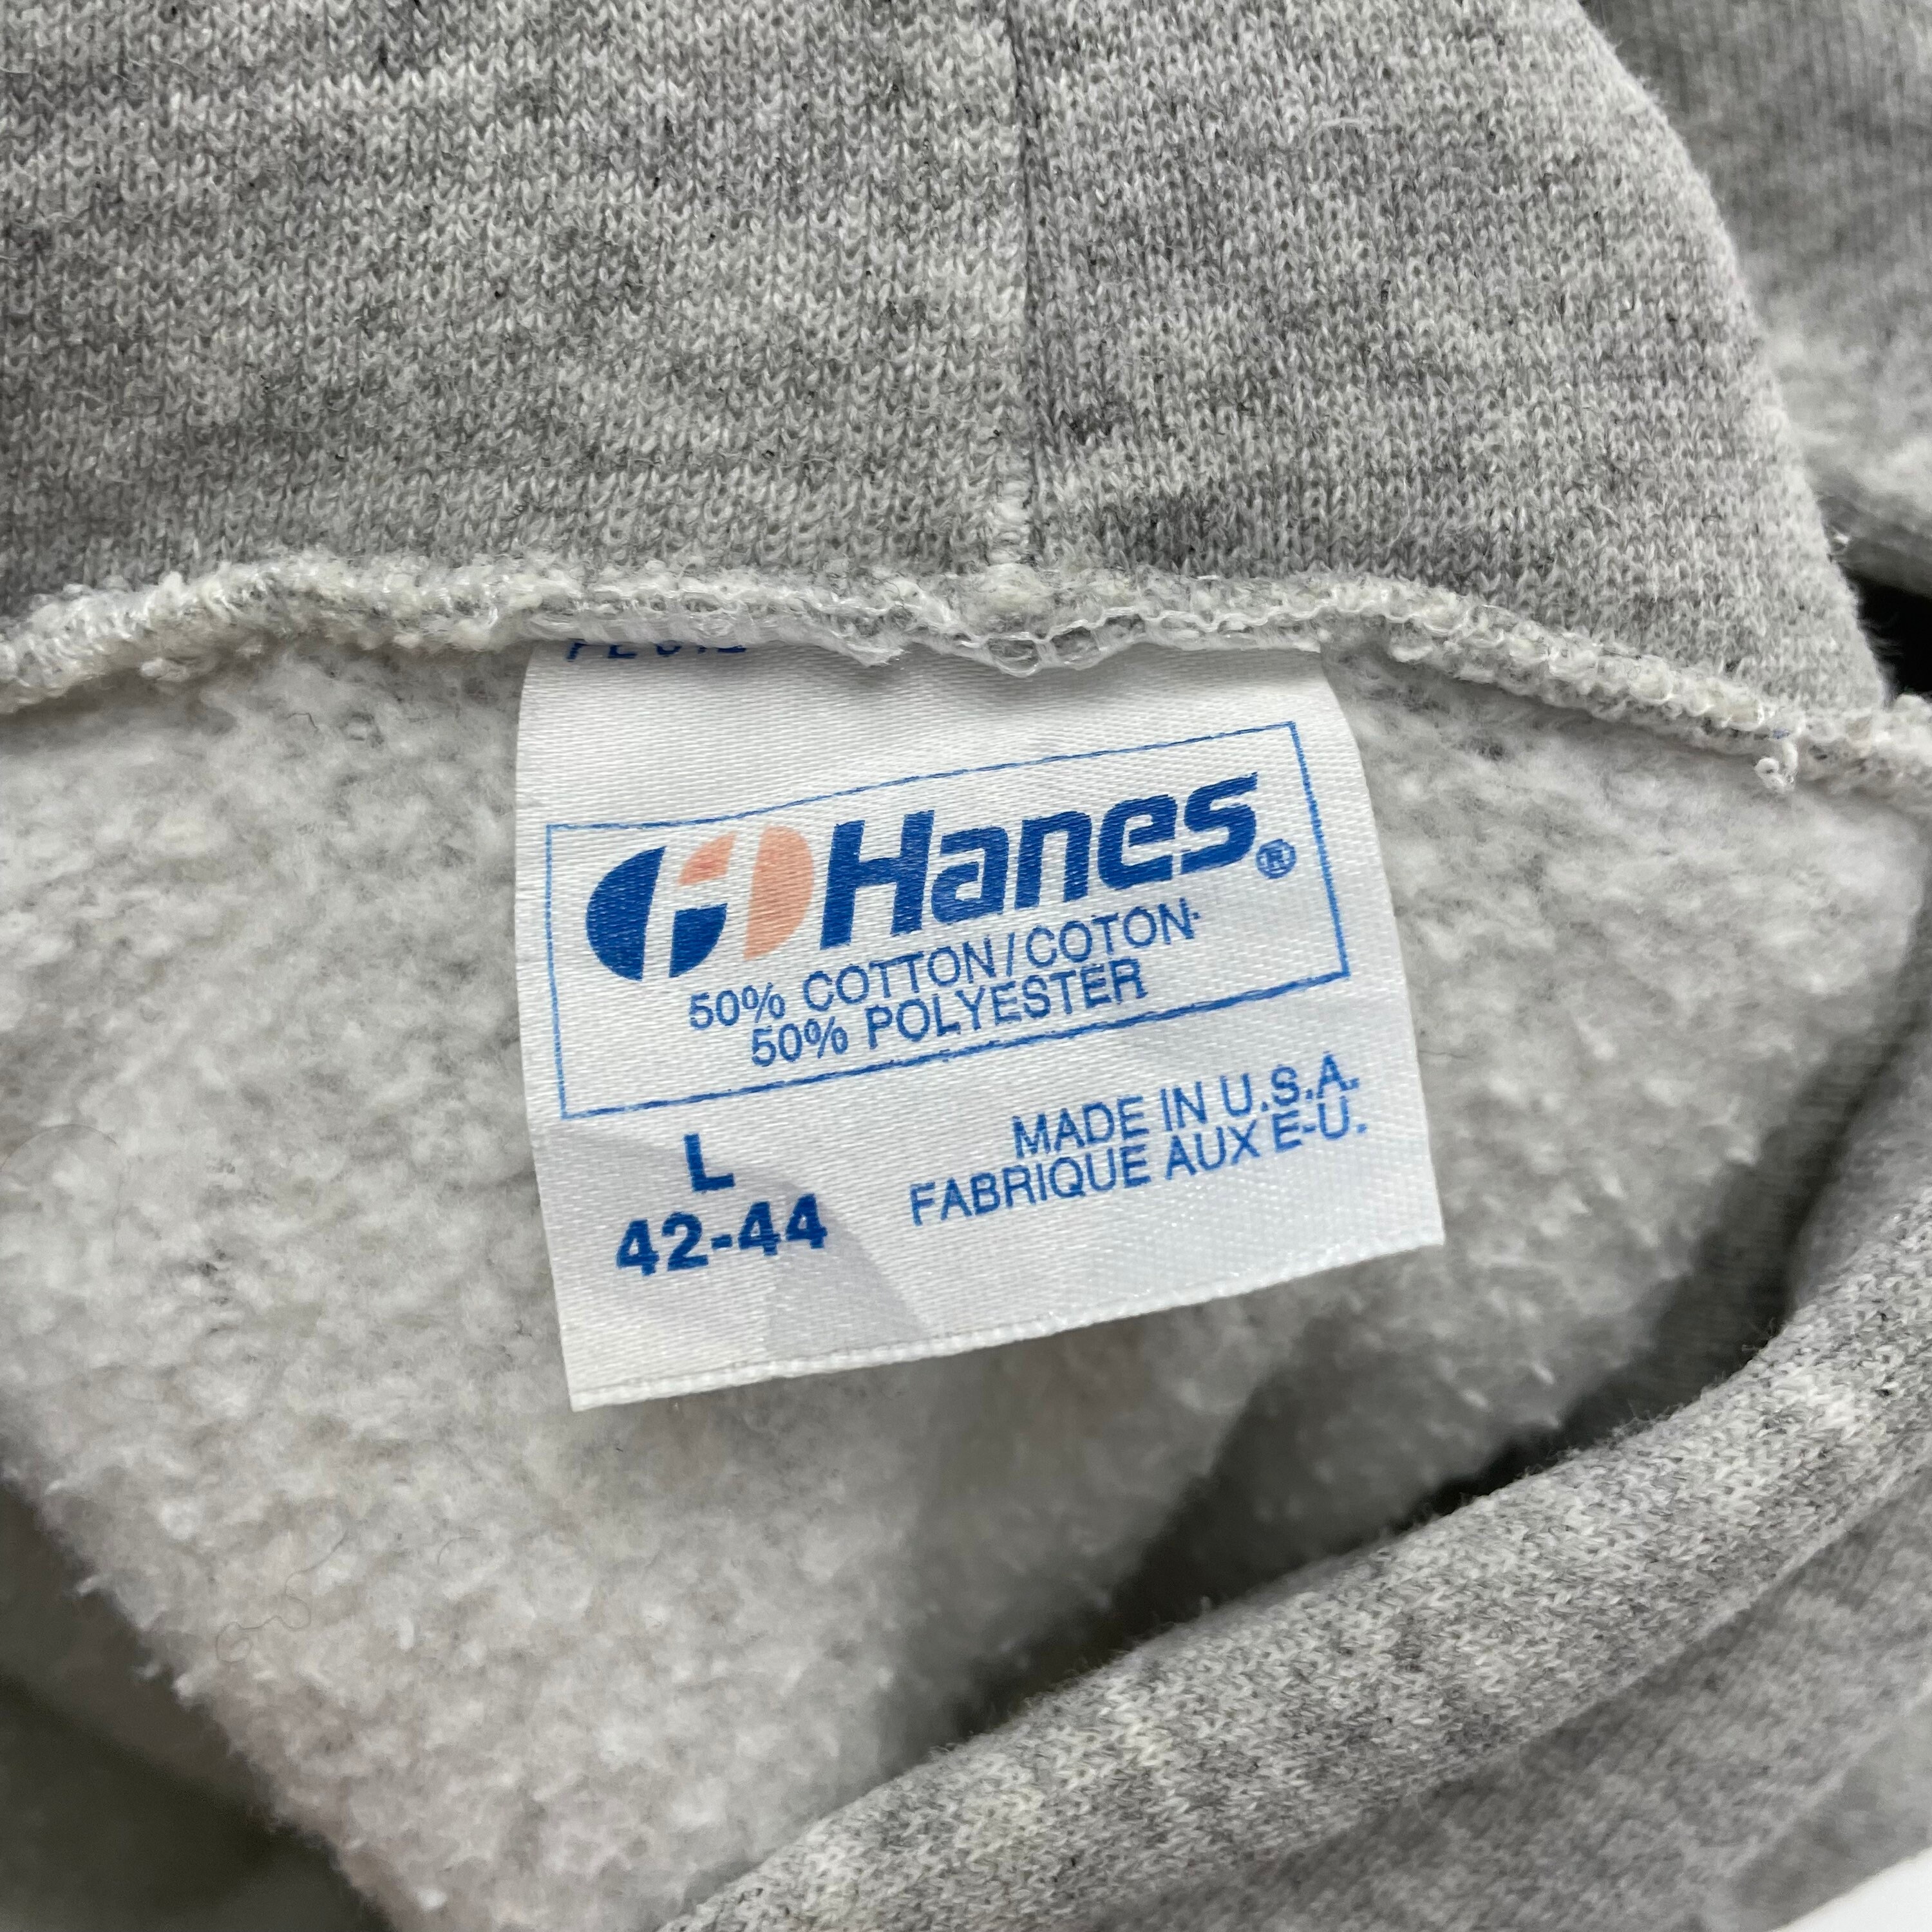 Hanes®
50% COTTON/COTON
50% POLYESTER
L
42-44
MADE IN U.S.A.
FABRIQUE AUX E-U.